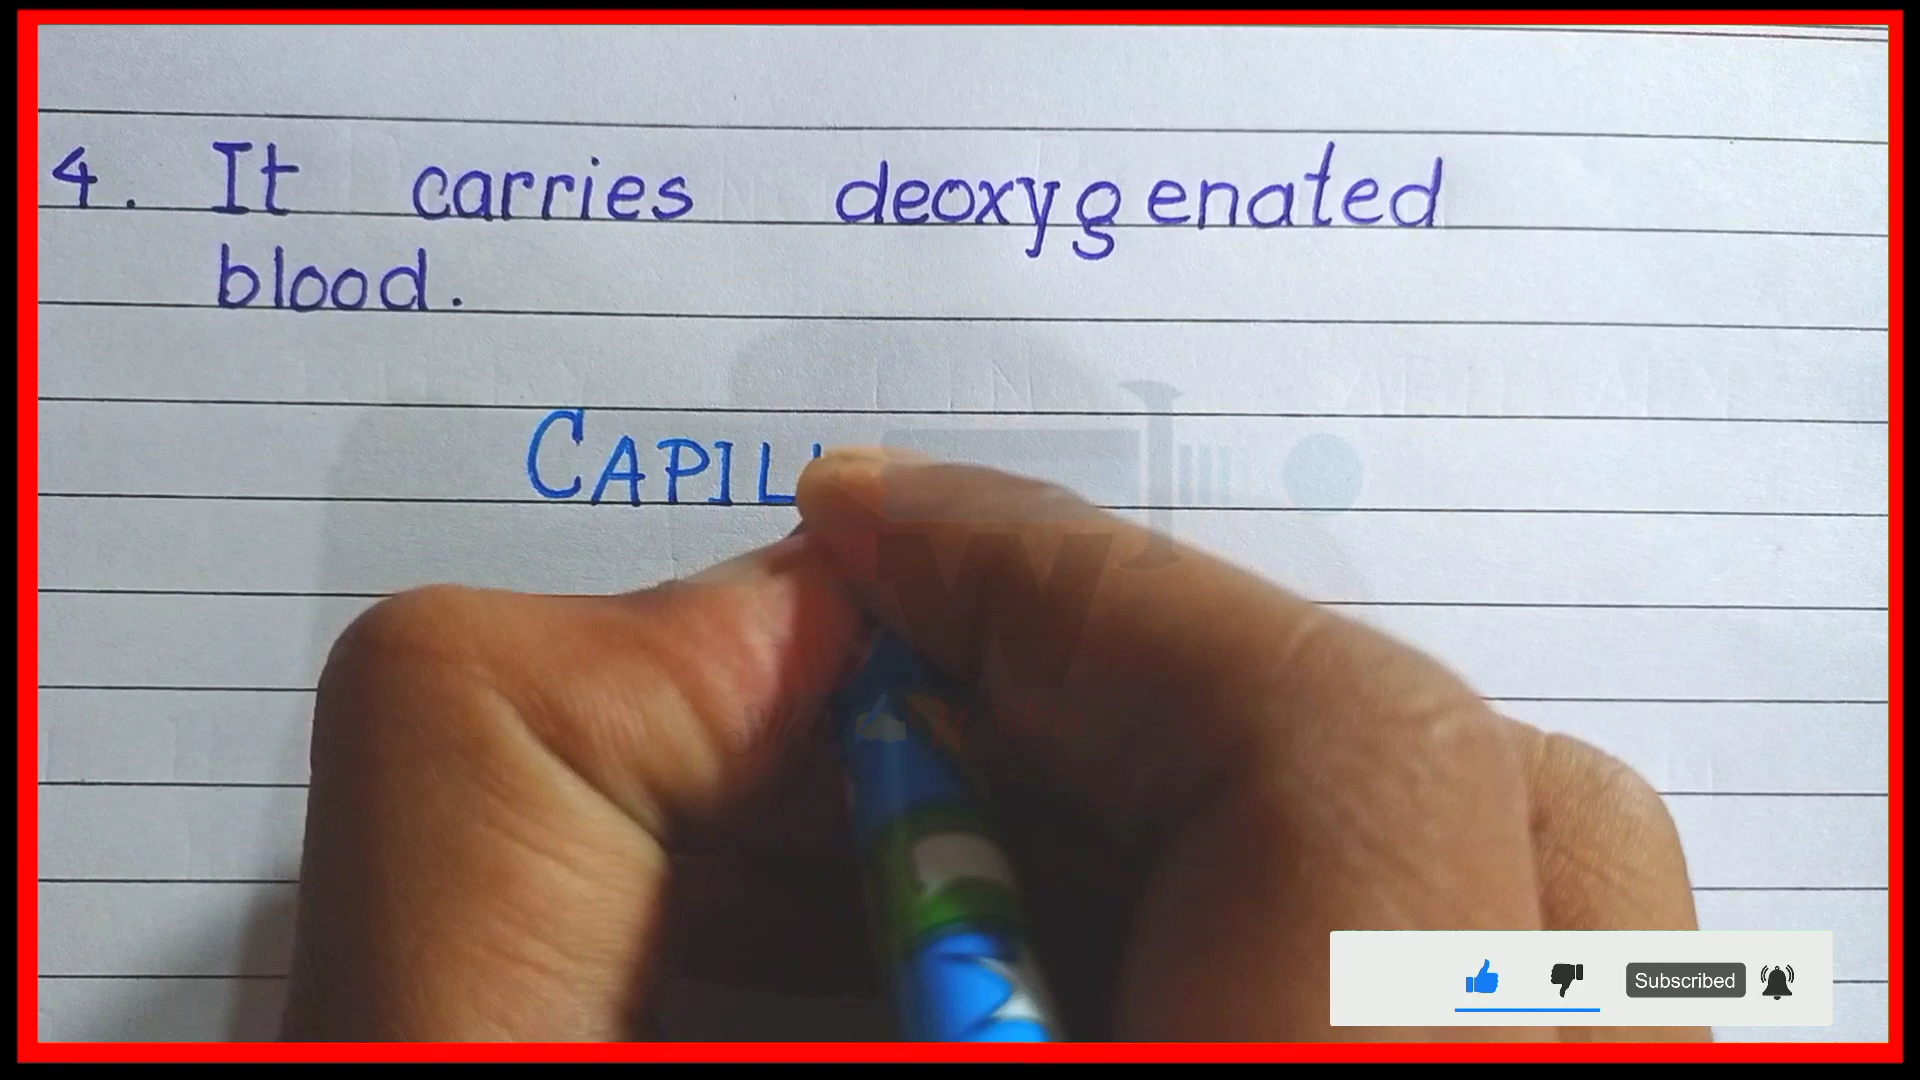 4. It carries deoxygenated
blood.
CAPIL
W
Subscribed